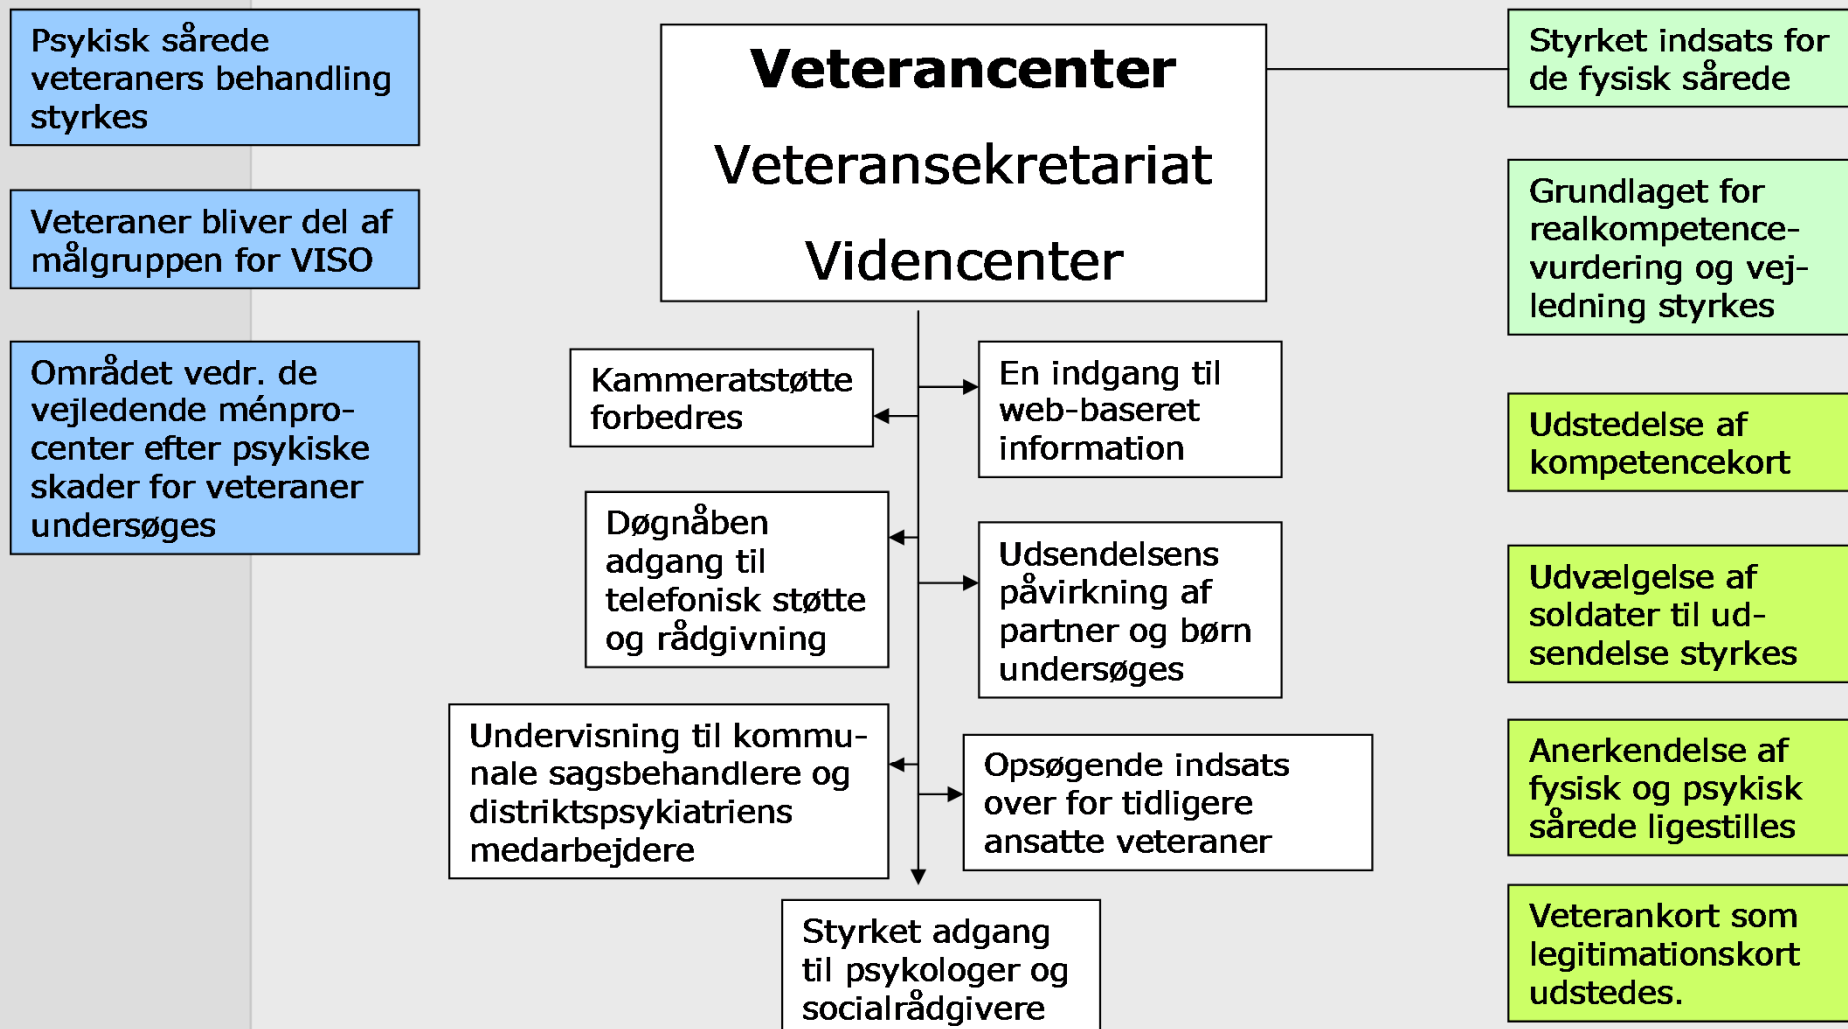 Psykisk sårede
veteraners behandling
styrkes
Veteraner bliver del af
målgruppen for VISO
Området vedr. de
vejledende ménpro-
center efter psykiske
skader for veteraner
undersøges
Veterancenter
Veteransekretariat
Videncenter
Kammeratstøtte
forbedres
En indgang til
web-baseret
information
Døgnåben
adgang til
telefonisk støtte
og rådgivning
Udsendelsens
påvirkning af
partner og børn
undersøges
Undervisning til kommu-
nale sagsbehandlere og
distriktspsykiatriens
medarbejdere
Opsøgende indsats
over for tidligere
ansatte veteraner
Styrket adgang
til psykologer og
socialrådgivere
Styrket indsats for
de fysisk sårede
Grundlaget for
realkompetence-
vurdering og vej-
ledning styrkes
Udstedelse af
kompetencekort
Udvælgelse af
soldater til ud-
sendelse styrkes
Anerkendelse af
fysisk og psykisk
sårede ligestilles
Veterankort som
legitimationskort
udstedes.